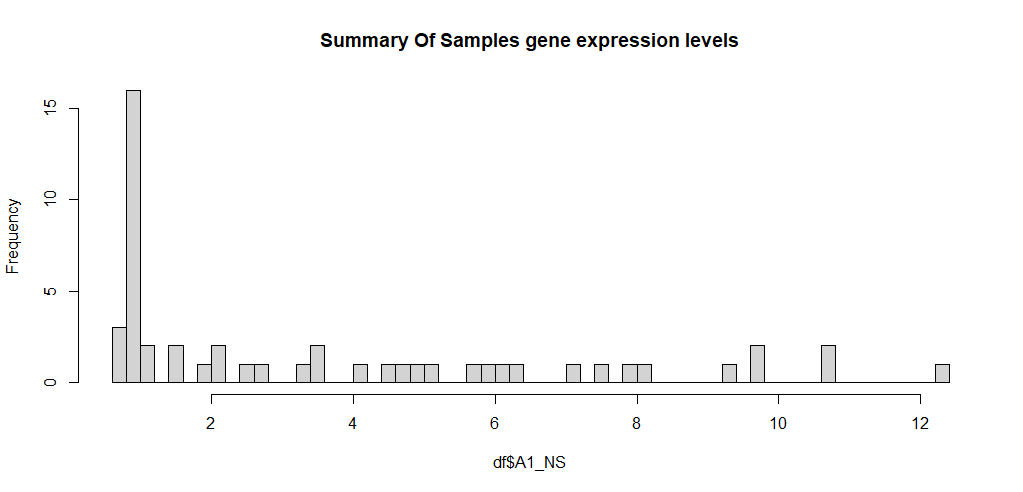 Summary Of Samples gene expression levels
Frequency
15
10
5
0
2 4 6 8 10 12
df$A1_NS